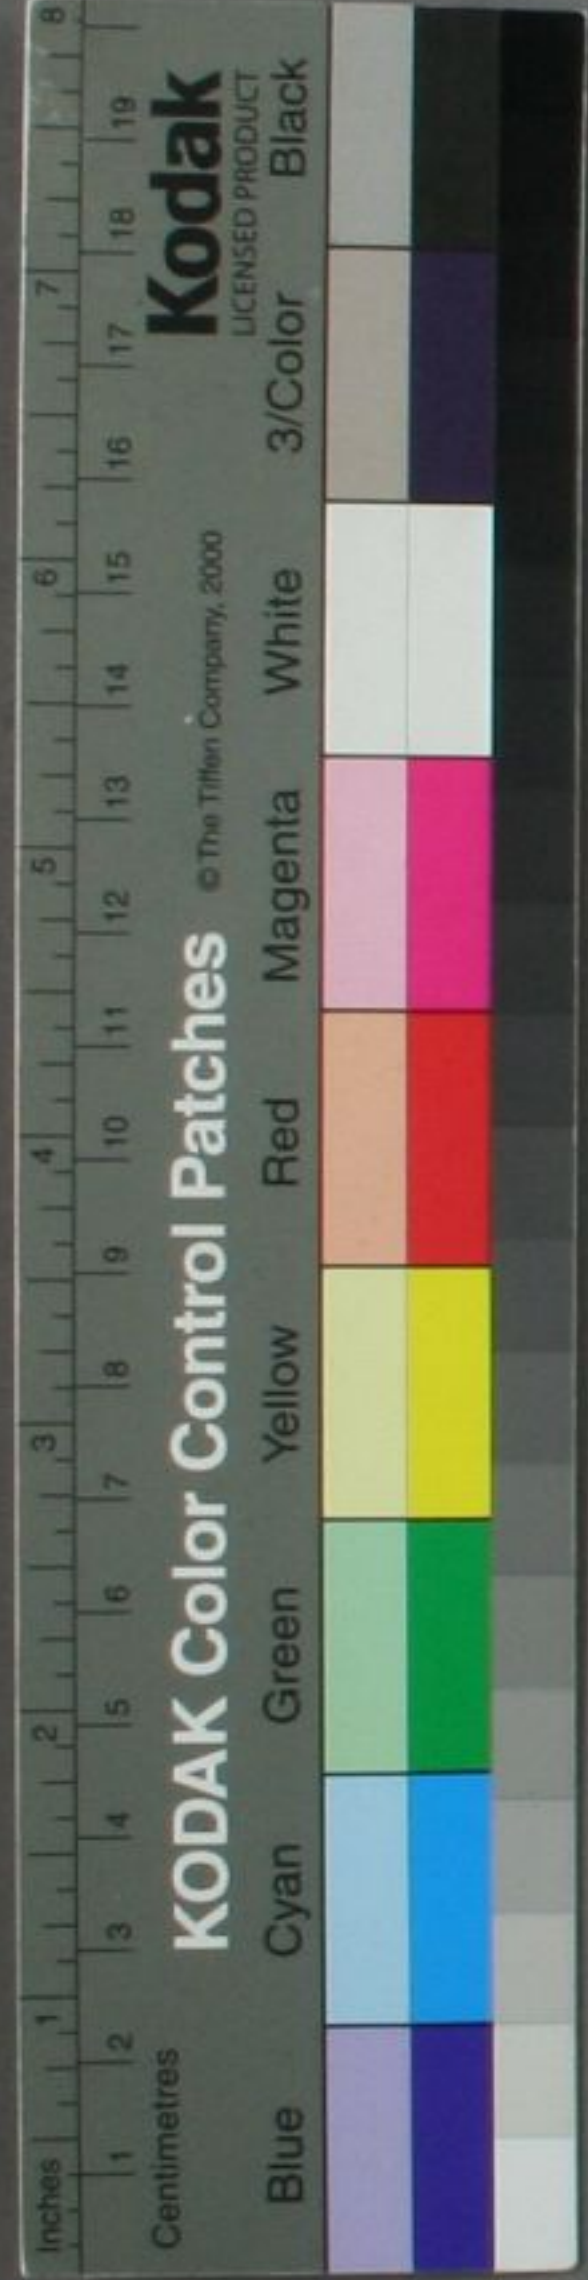 Inches 1 2 3 4 5 6 7 8
1 2 3 4 5 6 7 8 9 10 11 12 13 14 15 16 17 18 19
Centimetres
KODAK Color Control Patches © The Tiffen Company, 2000 Kodak
LICENSED PRODUCT
Blue Cyan Green Yellow Red Magenta White 3/Color Black